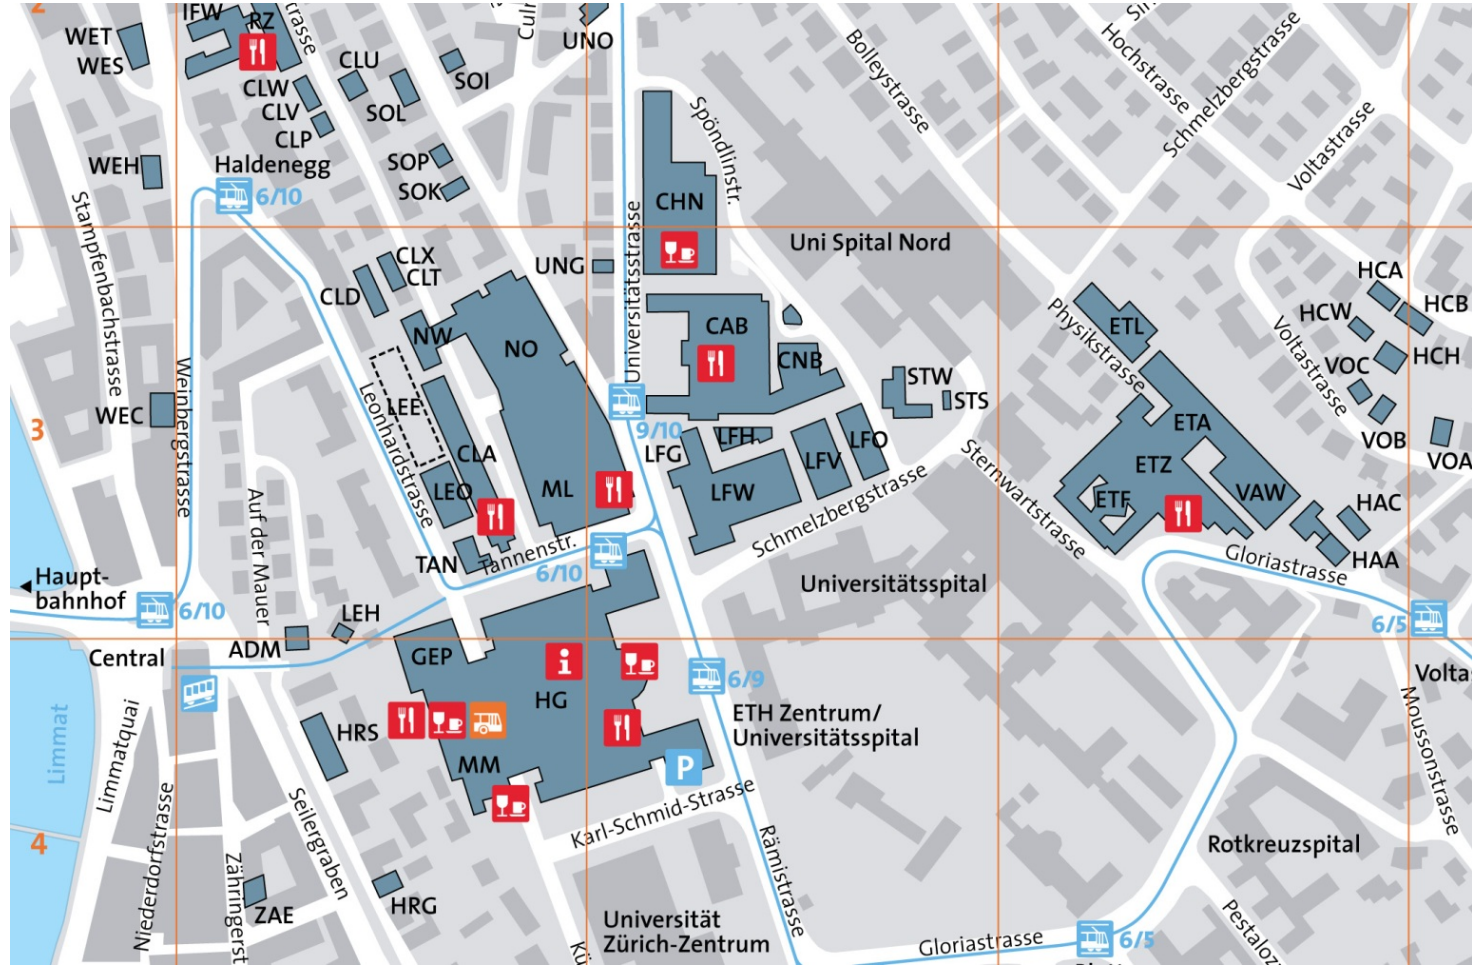 2
IFW
RZ
strasse
WET
WES
CLU
CLW
CLV
CLP
SOL
SOI
UNO
WEH
Haldenegg
6/10
SOP
SOK
Spöndlinstr.
Bolleystrasse
Hochstrasse
Schmelzbergstrasse
Voltastrasse
CHN
Universitätsstrasse
Uni Spital Nord
Stampfenbachstrasse
CLX
CLT
CLD
UNG
NW
NO
CAB
CNB
Physikstrasse
ETL
HCA
HCB
HCW
HCH
VOC
VOB
VOA
Voltastrasse
STW
STS
WEC
Weinbergstrasse
3
Leonhardstrasse
LEE
CLA
LEO
9/10
LFG
LFH
LFW
LFV
LFO
ML
ETA
ETZ
ETF
VAW
HAC
HAA
Sternwartstrasse
Schmelzbergstrasse
Auf der Mauer
TAN
Tannenstr.
6/10
Universitätsspital
Gloriastrasse
Haupt-
bahnhof
6/10
LEH
ADM
6/5
Central
GEP
i
HG
6/9
Volta
ETH Zentrum/
Universitätsspital
Moussonstrasse
Limmat
Limmatquai
HRS
MM
P
Karl-Schmid-Strasse
Niederdorfstrasse
Seilergraben
Rämistrasse
4
Zähringerst
Rotkreuzspital
ZAE
HRG
Universität
Zürich-Zentrum
Gloriastrasse
6/5
Pestalozzi